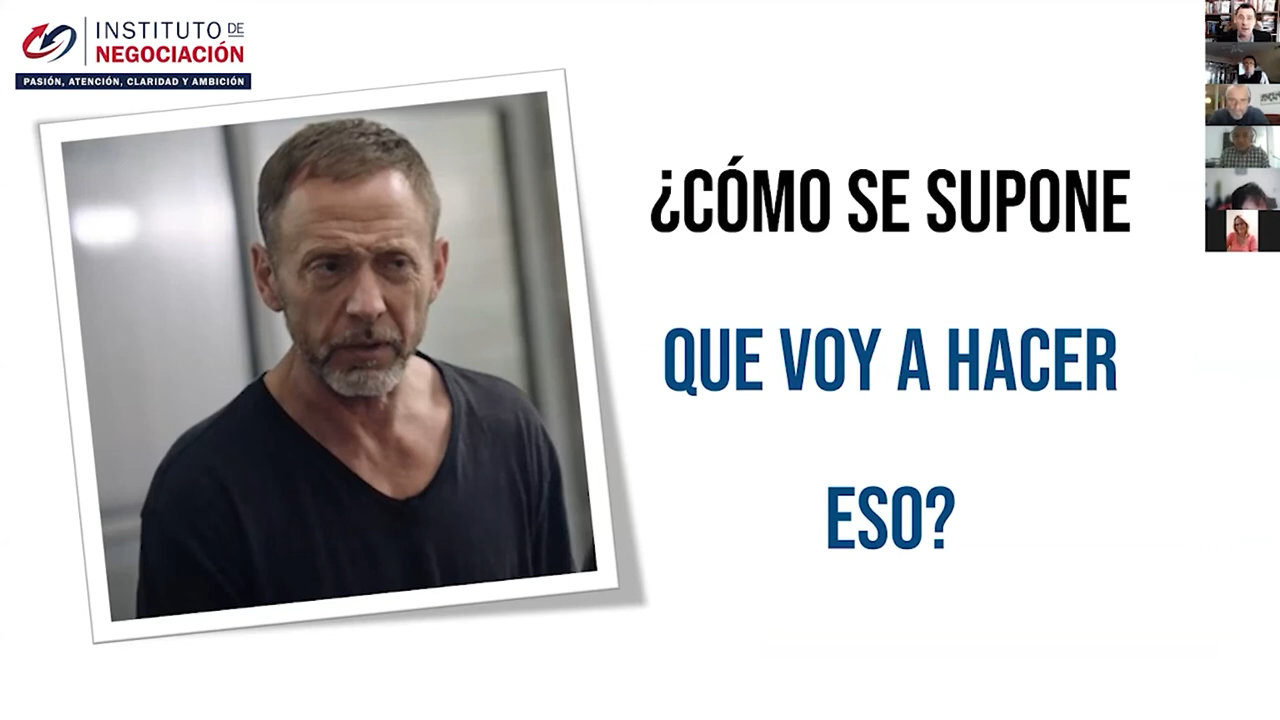 INSTITUTO DE
NEGOCIACIÓN
PASIÓN, ATENCIÓN, CLARIDAD Y AMBICIÓN
¿CÓMO SE SUPONE
QUE VOY A HACER
ESO?